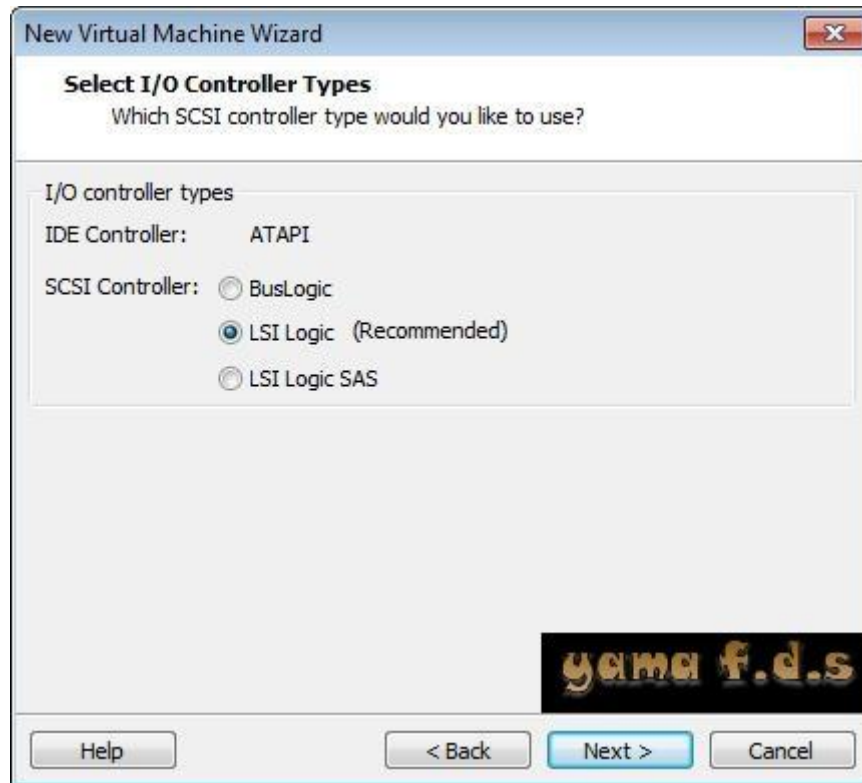 New Virtual Machine Wizard
Select I/O Controller Types
Which SCSI controller type would you like to use?
I/O controller types
IDE Controller: ATAPI
SCSI Controller: BusLogic
LSI Logic (Recommended)
LSI Logic SAS
yama f.d.s
Help < Back Next > Cancel